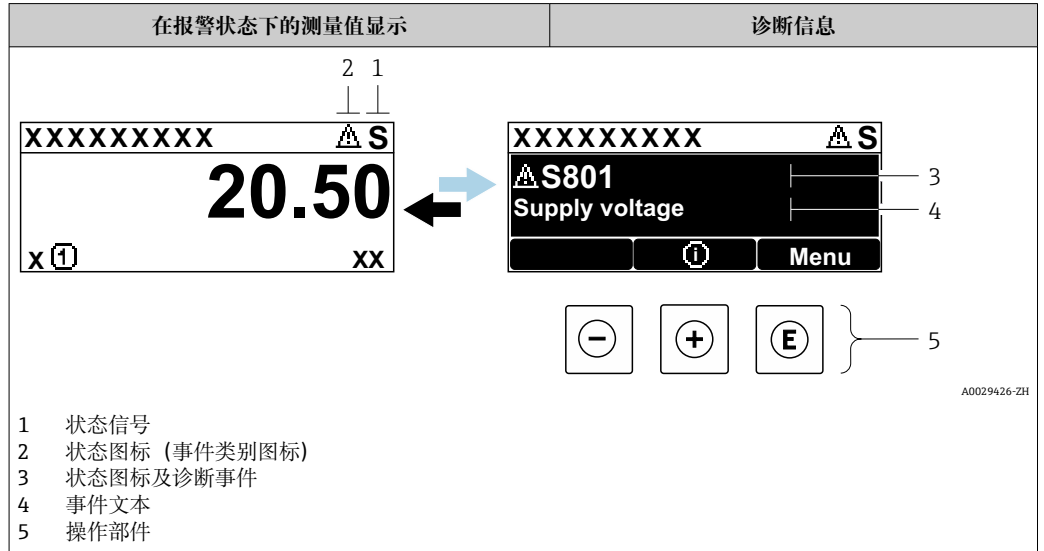 在报警状态下的测量值显示 诊断信息
2 1
XXXXXXXXX S
20.50
X 1 XX
XXXXXXXXX S
S801
Supply voltage
i Menu
3
4
- + E
5
A0029426-ZH
1 状态信号
2 状态图标 (事件类别图标)
3 状态图标及诊断事件
4 事件文本
5 操作部件